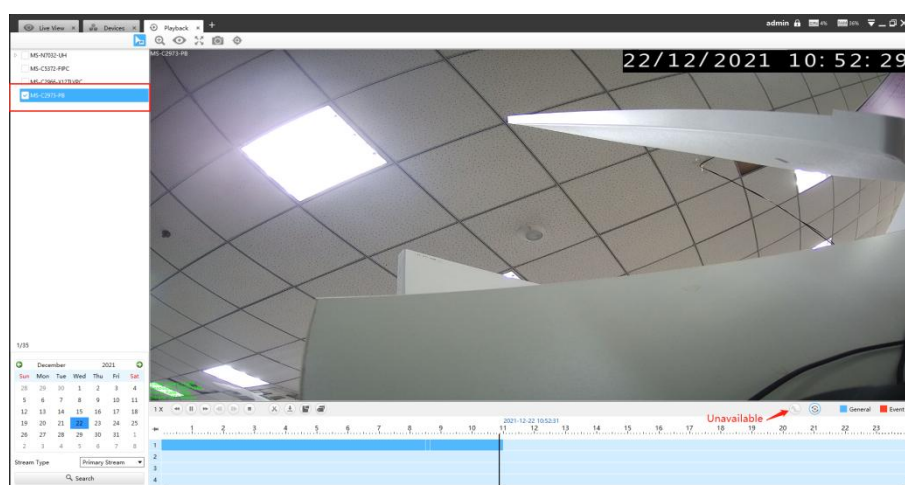 Live View × Devices × Playback × +
admin
MS-N7032-UH
MS-C5372-FIPC
MS-C2973-PB
MS-C2973-PB
22/12/2021 10:52:29
1/35
December 2021
Sun Mon Tue Wed Thu Fri Sat
28 29 30 1 2 3 4
5 6 7 8 9 10 11
12 13 14 15 16 17 18
19 20 21 22 23 24 25
26 27 28 29 30 31 1
2 3 4 5 6 7 8
Stream Type Primary Stream
Search
1 X
Unavailable
General Event
2021-12-22 10:52:31
1 2 3 4 5 6 7 8 9 10 11 12 13 14 15 16 17 18 19 20 21 22 23
1
2
3
4